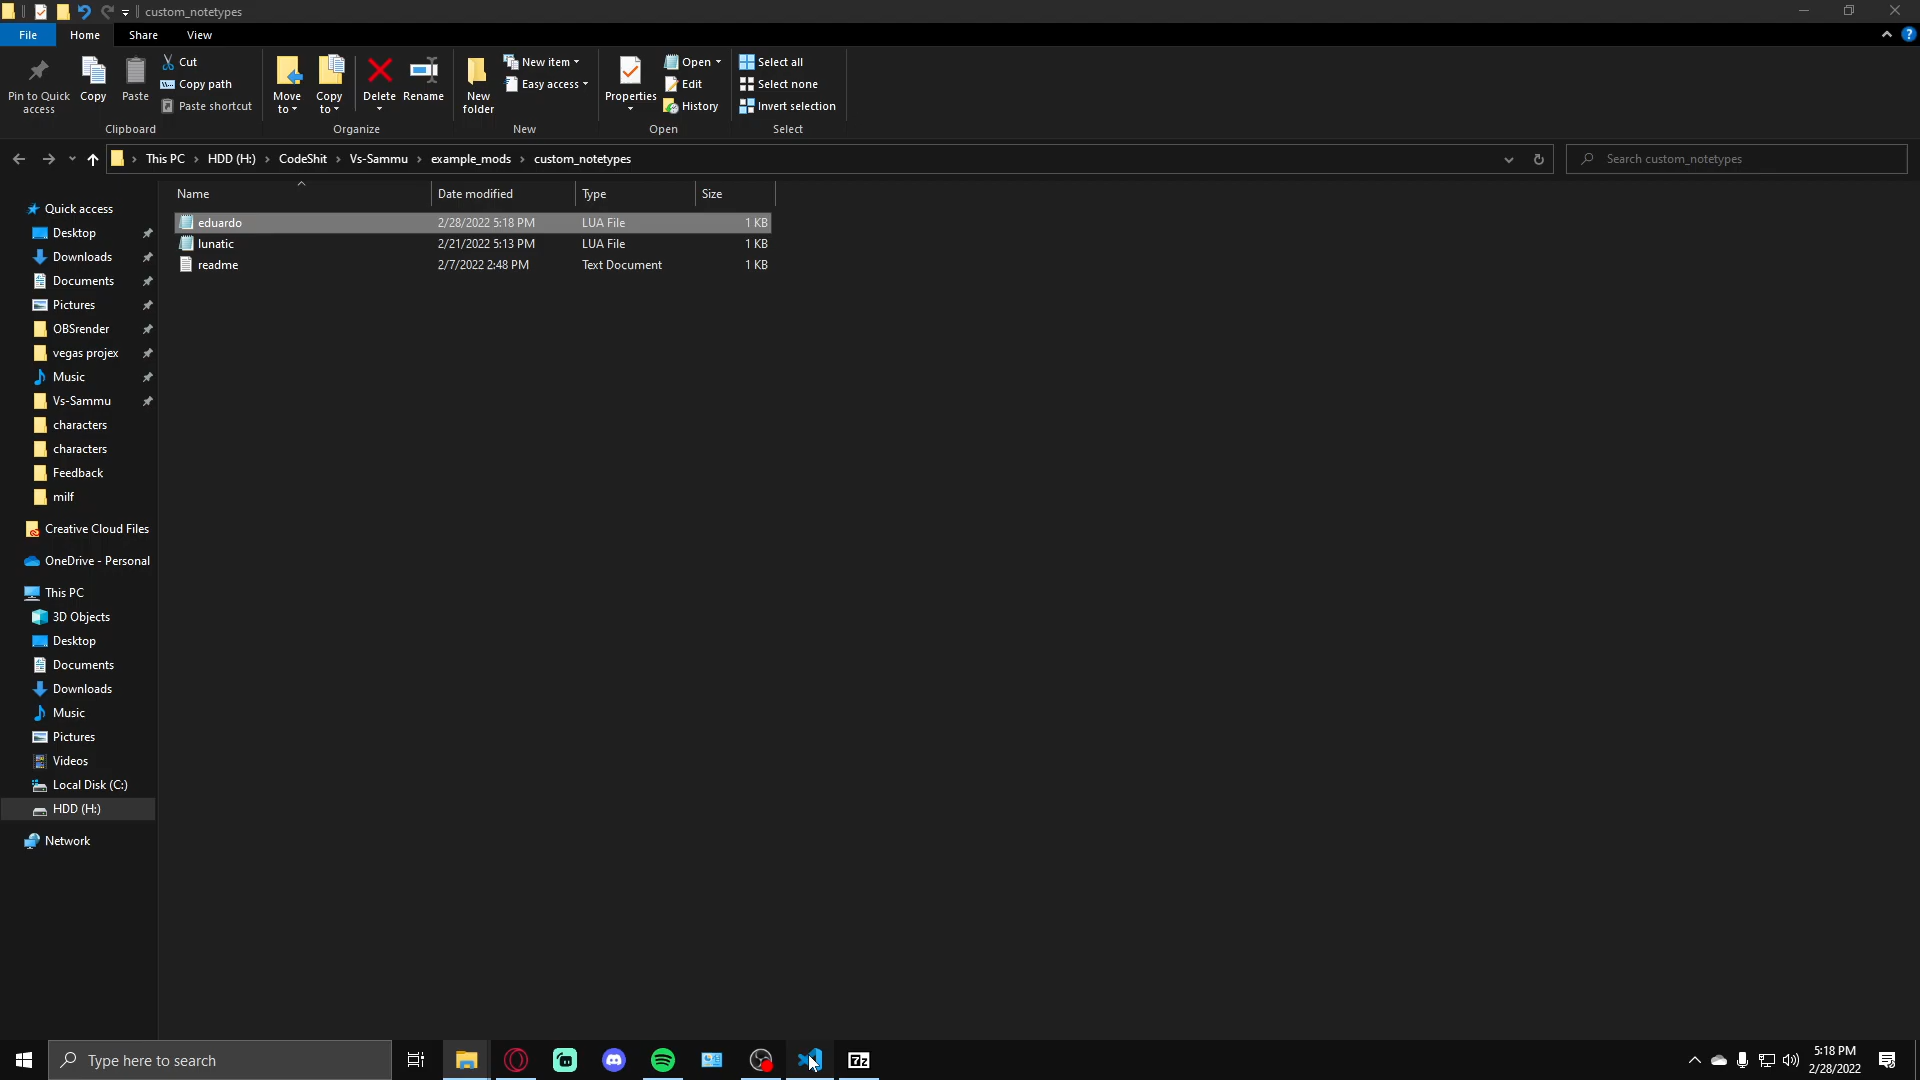 custom_notetypes
File Home Share View
Pin to Quick access
Copy
Paste
Cut
Copy path
Paste shortcut
Clipboard
Move to
Copy to
Delete
Rename
Organize
New folder
New item
Easy access
New
Properties
Open
Edit
History
Open
Select all
Select none
Invert selection
Select
This PC › HDD (H:) › CodeShit › Vs-Sammu › example_mods › custom_notetypes
Search custom_notetypes
Name Date modified Type Size
eduardo 2/28/2022 5:18 PM LUA File 1 KB
lunatic 2/21/2022 5:13 PM LUA File 1 KB
readme 2/7/2022 2:48 PM Text Document 1 KB
Quick access
Desktop
Downloads
Documents
Pictures
OBSrender
vegas projex
Music
Vs-Sammu
characters
characters
Feedback
milf
Creative Cloud Files
OneDrive - Personal
This PC
3D Objects
Desktop
Documents
Downloads
Music
Pictures
Videos
Local Disk (C:)
HDD (H:)
Network
Type here to search
7z
5:18 PM
2/28/2022